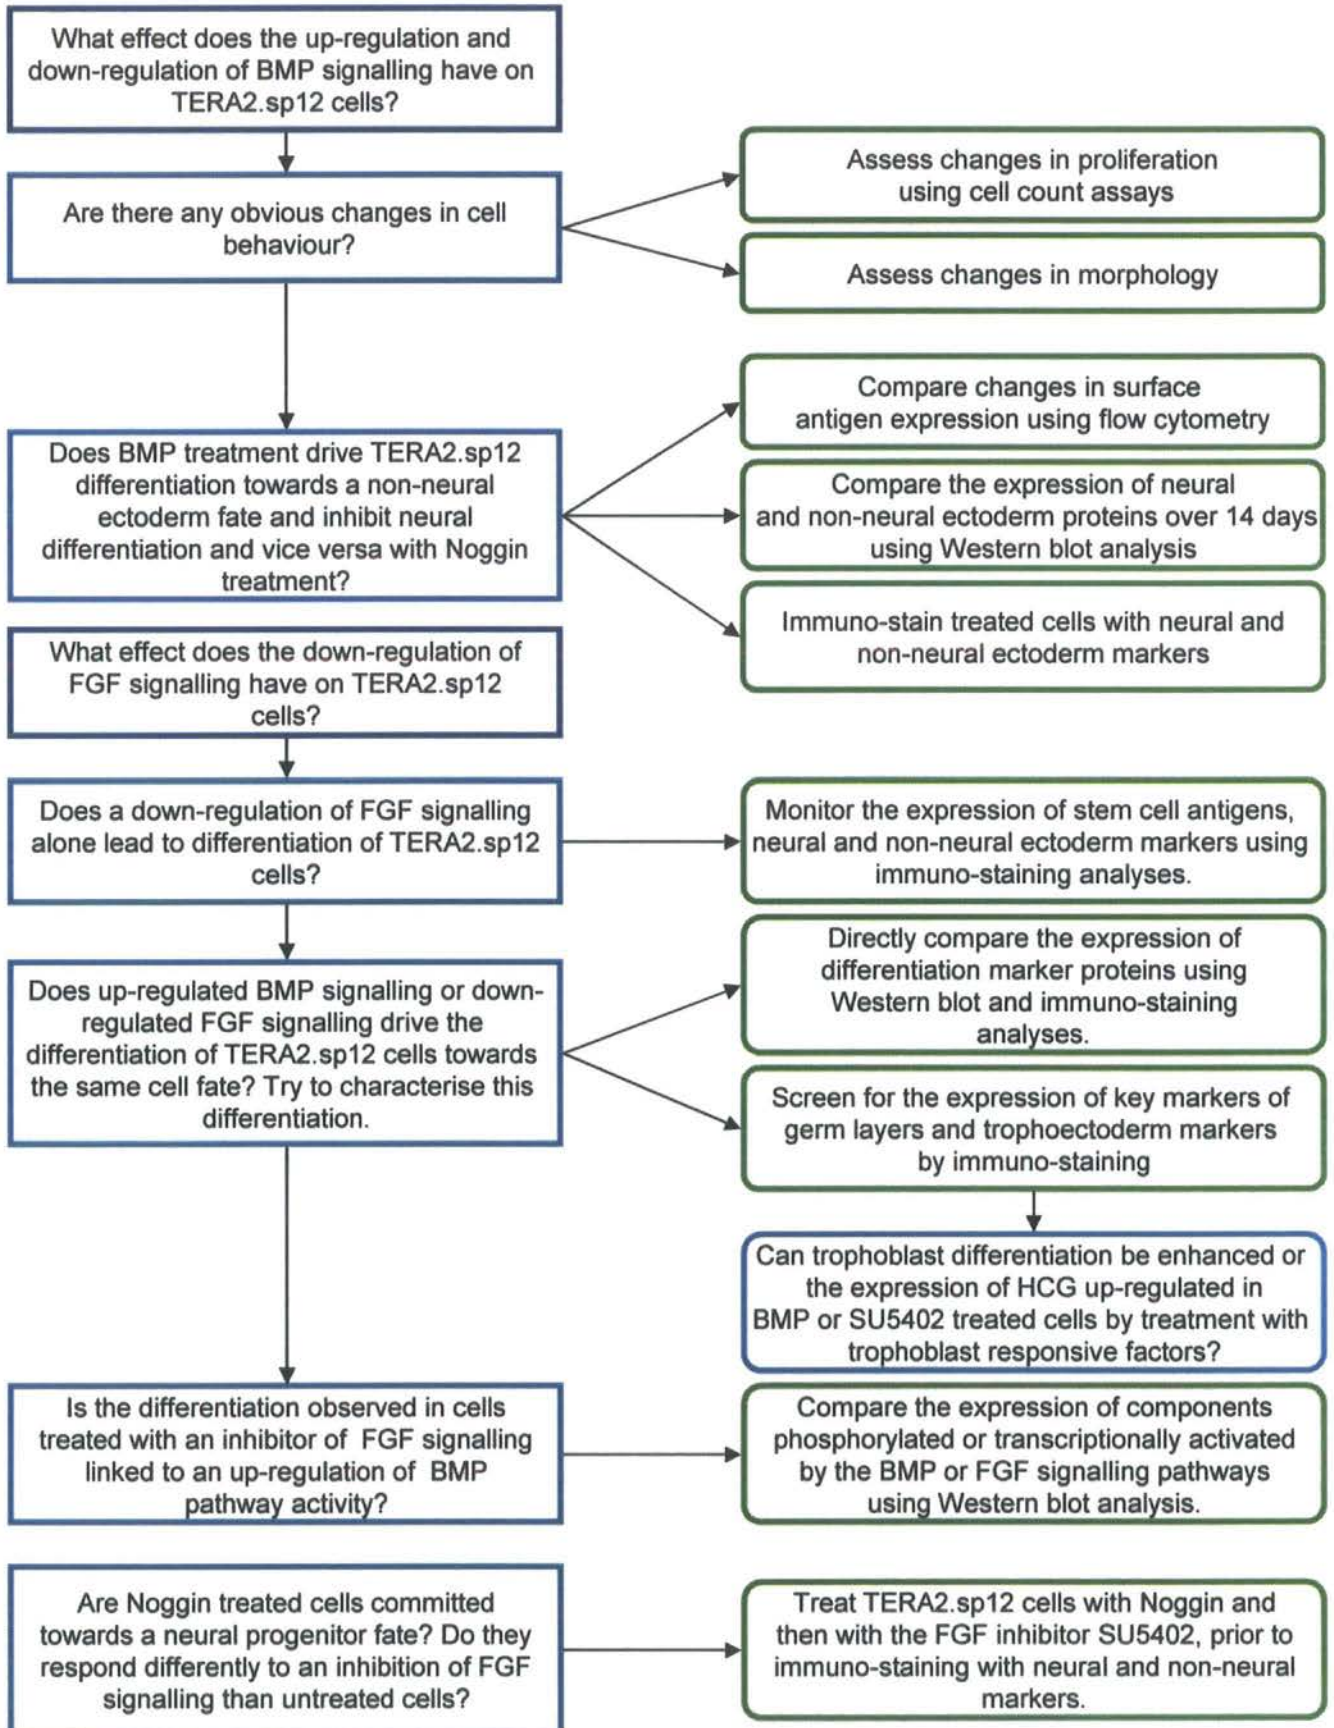 What effect does the up-regulation and
down-regulation of BMP signalling have on
TERA2.sp12 cells?
Are there any obvious changes in cell
behaviour?
Assess changes in proliferation
using cell count assays
Assess changes in morphology
Does BMP treatment drive TERA2.sp12
differentiation towards a non-neural
ectoderm fate and inhibit neural
differentiation and vice versa with Noggin
treatment?
Compare changes in surface
antigen expression using flow cytometry
Compare the expression of neural
and non-neural ectoderm proteins over 14 days
using Western blot analysis
Immuno-stain treated cells with neural and
non-neural ectoderm markers
What effect does the down-regulation of
FGF signalling have on TERA2.sp12
cells?
Does a down-regulation of FGF signalling
alone lead to differentiation of TERA2.sp12
cells?
Monitor the expression of stem cell antigens,
neural and non-neural ectoderm markers using
immuno-staining analyses.
Does up-regulated BMP signalling or down-
regulated FGF signalling drive the
differentiation of TERA2.sp12 cells towards
the same cell fate? Try to characterise this
differentiation.
Directly compare the expression of
differentiation marker proteins using
Western blot and immuno-staining
analyses.
Screen for the expression of key markers of
germ layers and trophoectoderm markers
by immuno-staining
Can trophoblast differentiation be enhanced or
the expression of HCG up-regulated in
BMP or SU5402 treated cells by treatment with
trophoblast responsive factors?
Is the differentiation observed in cells
treated with an inhibitor of FGF signalling
linked to an up-regulation of BMP
pathway activity?
Compare the expression of components
phosphorylated or transcriptionally activated
by the BMP or FGF signalling pathways
using Western blot analysis.
Are Noggin treated cells committed
towards a neural progenitor fate? Do they
respond differently to an inhibition of FGF
signalling than untreated cells?
Treat TERA2.sp12 cells with Noggin and
then with the FGF inhibitor SU5402, prior to
immuno-staining with neural and non-neural
markers.